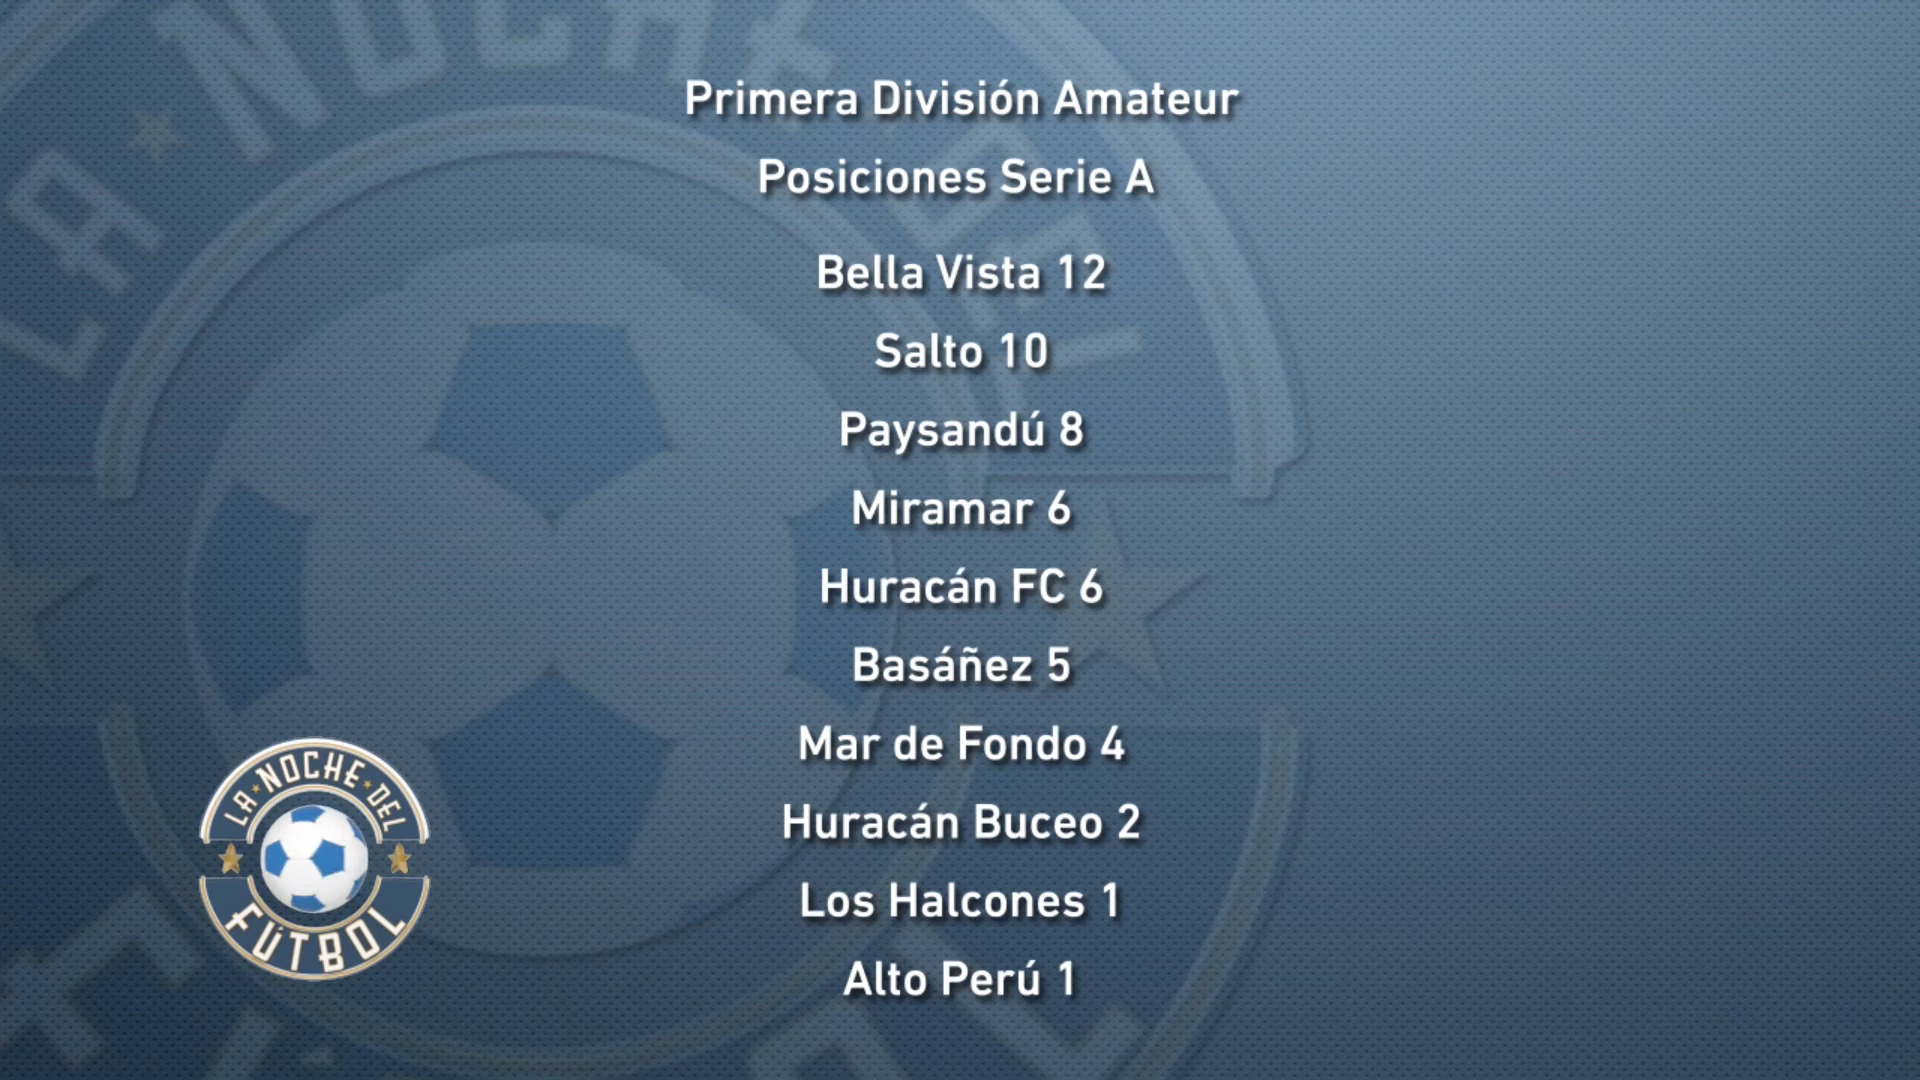 Primera División Amateur
Posiciones Serie A
Bella Vista 12
Salto 10
Paysandú 8
Miramar 6
Huracán FC 6
Basáñez 5
Mar de Fondo 4
Huracán Buceo 2
Los Halcones 1
Alto Perú 1
LA NOCHE DEL
FÚTBOL